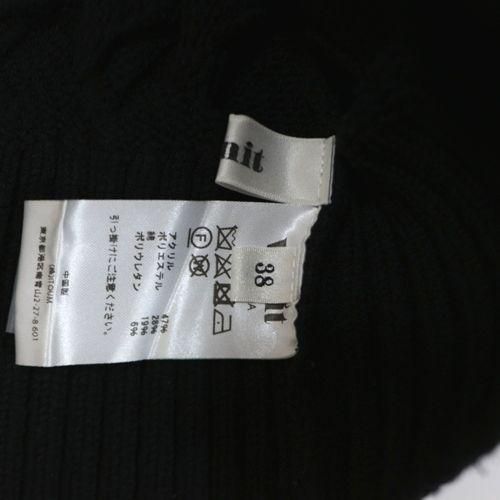 nit
38
it
A
アクリル 47%
ポリエステル 28%
綿 19%
ポリウレタン 6%
引っ掛けにご注意ください。
中国製